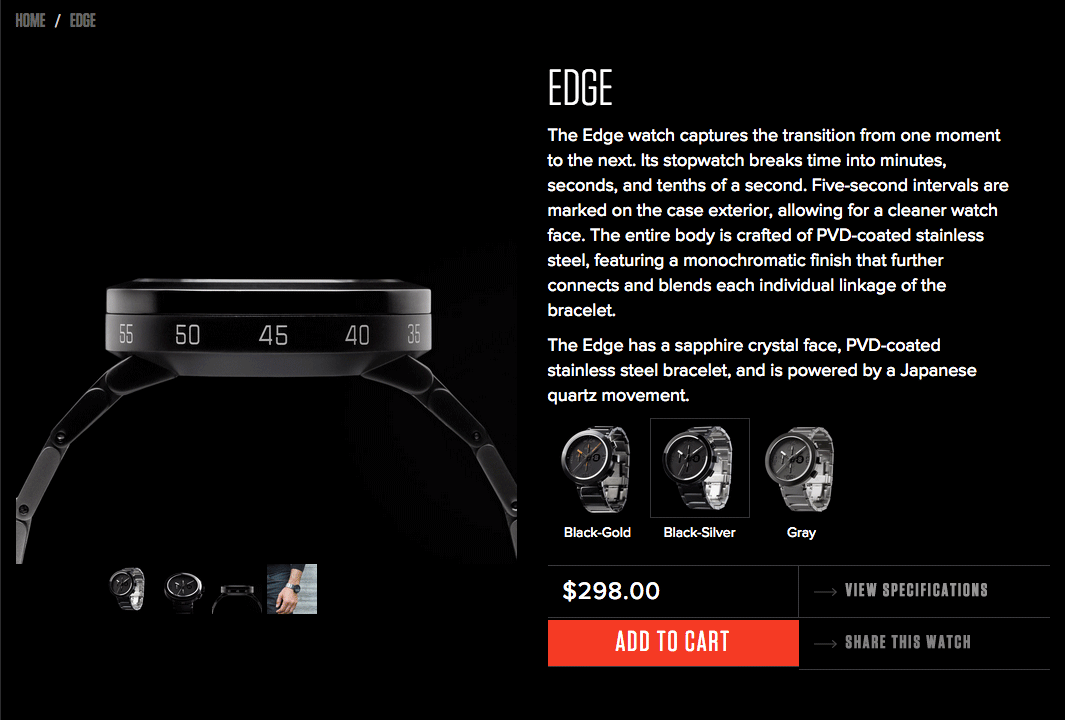 HOME / EDGE
EDGE
The Edge watch captures the transition from one moment
to the next. Its stopwatch breaks time into minutes,
seconds, and tenths of a second. Five-second intervals are
marked on the case exterior, allowing for a cleaner watch
face. The entire body is crafted of PVD-coated stainless
steel, featuring a monochromatic finish that further
connects and blends each individual linkage of the
bracelet.
The Edge has a sapphire crystal face, PVD-coated
stainless steel bracelet, and is powered by a Japanese
quartz movement.
55 50 45 40 35
Black-Gold
Black-Silver
Gray
$298.00
VIEW SPECIFICATIONS
ADD TO CART
SHARE THIS WATCH